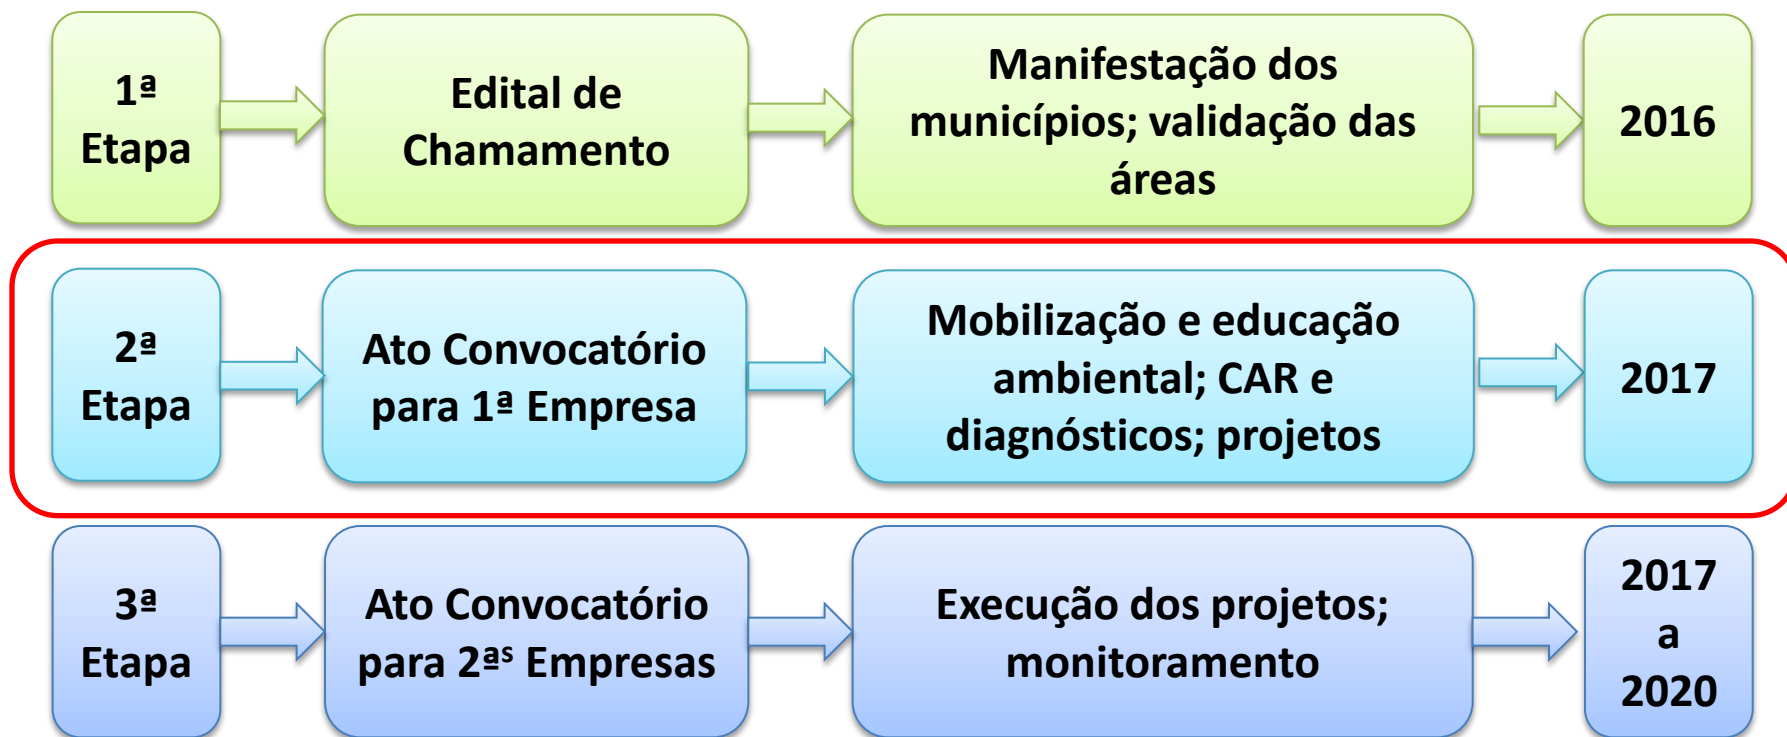 1ª
Etapa
Edital de
Chamamento
Manifestação dos
municípios; validação das
áreas
2016
2ª
Etapa
Ato Convocatório
para 1ª Empresa
Mobilização e educação
ambiental; CAR e
diagnósticos; projetos
2017
3ª
Etapa
Ato Convocatório
para 2ªˢ Empresas
Execução dos projetos;
monitoramento
2017
a
2020